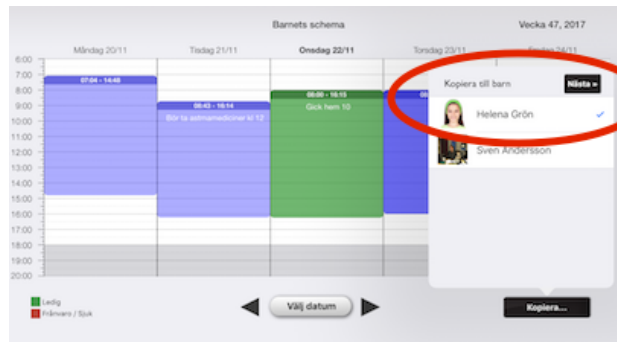 Barnets schema
Vecka 47, 2017
Måndag 20/11
Tisdag 21/11
Onsdag 22/11
Torsdag 23/11
6:00
7:00
8:00
9:00
10:00
11:00
12:00
13:00
14:00
15:00
16:00
17:00
18:00
19:00
20:00
07:04 - 14:48
08:43 - 16:14
Bör ta astmamediciner kl 12
08:00 - 16:15
Gick hem 10
Kopiera till barn
Nästa »
Helena Grön
Sven Andersson
Ledig
Frånvaro / Sjuk
Välj datum
Kopiera...